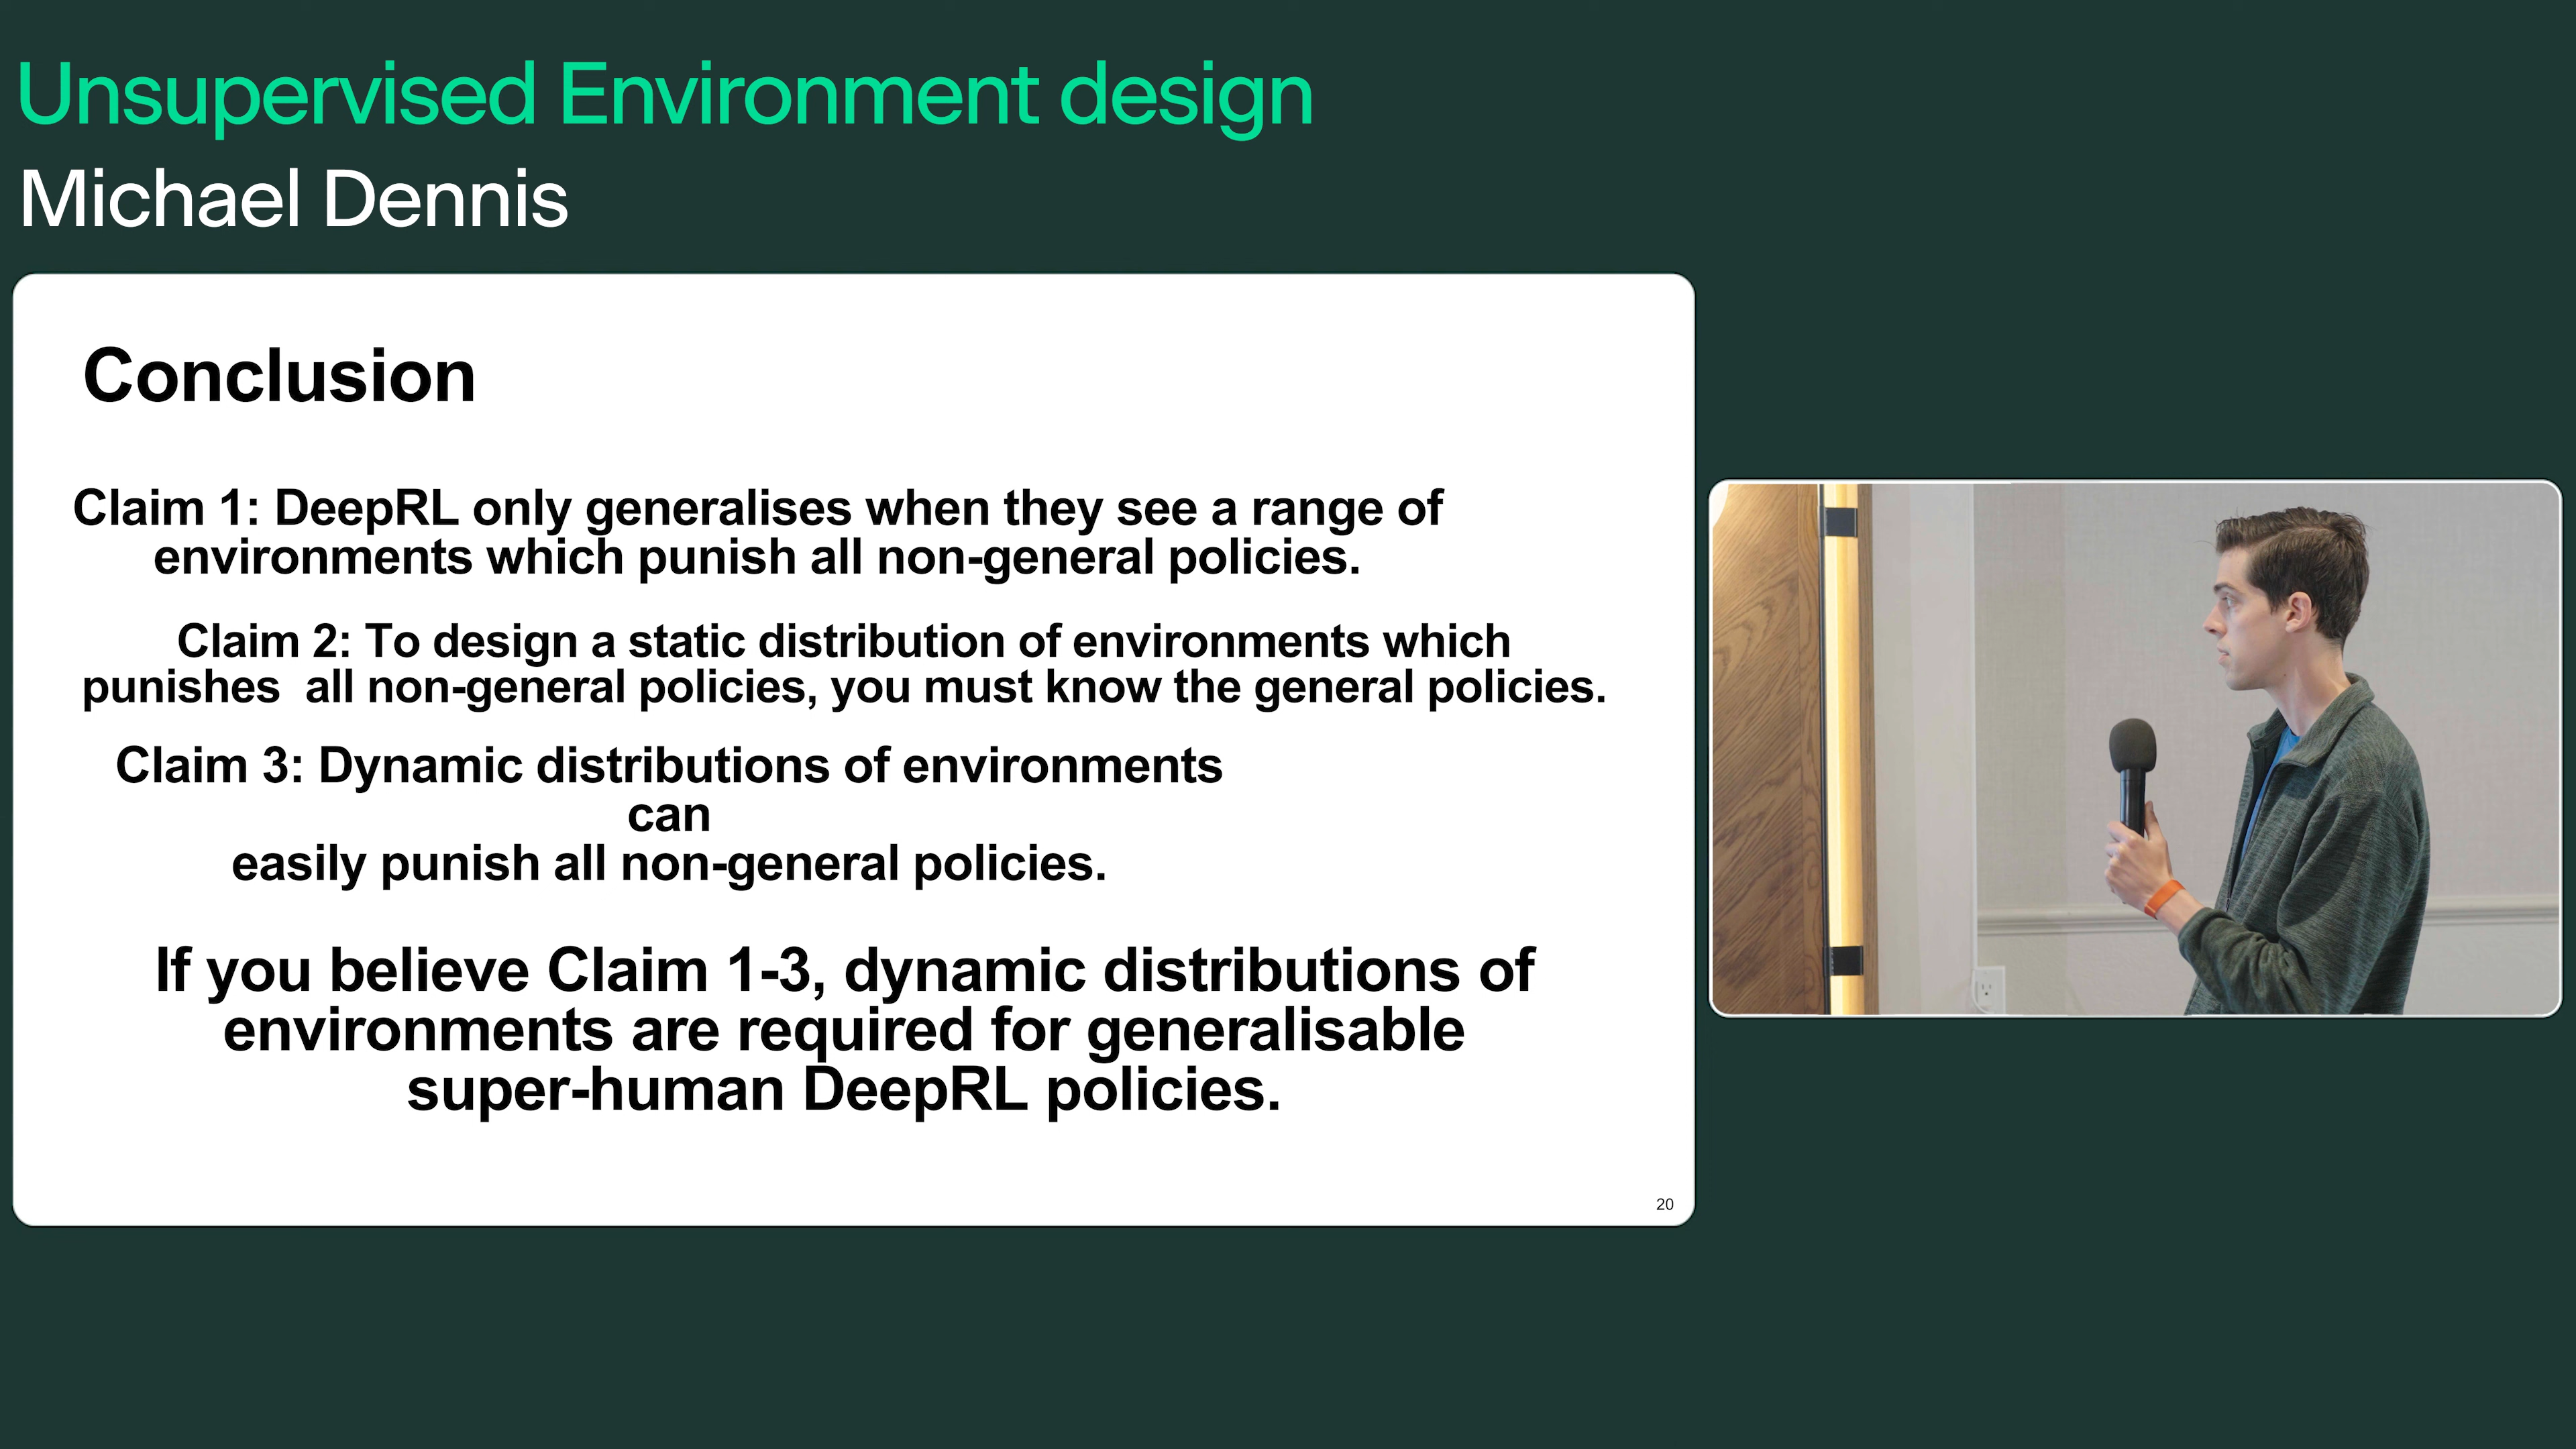 Unsupervised Environment design
Michael Dennis
Conclusion
Claim 1: DeepRL only generalises when they see a range of
environments which punish all non-general policies.
Claim 2: To design a static distribution of environments which
punishes  all non-general policies, you must know the general policies.
Claim 3: Dynamic distributions of environments
can
easily punish all non-general policies.
If you believe Claim 1-3, dynamic distributions of
environments are required for generalisable
super-human DeepRL policies.
20